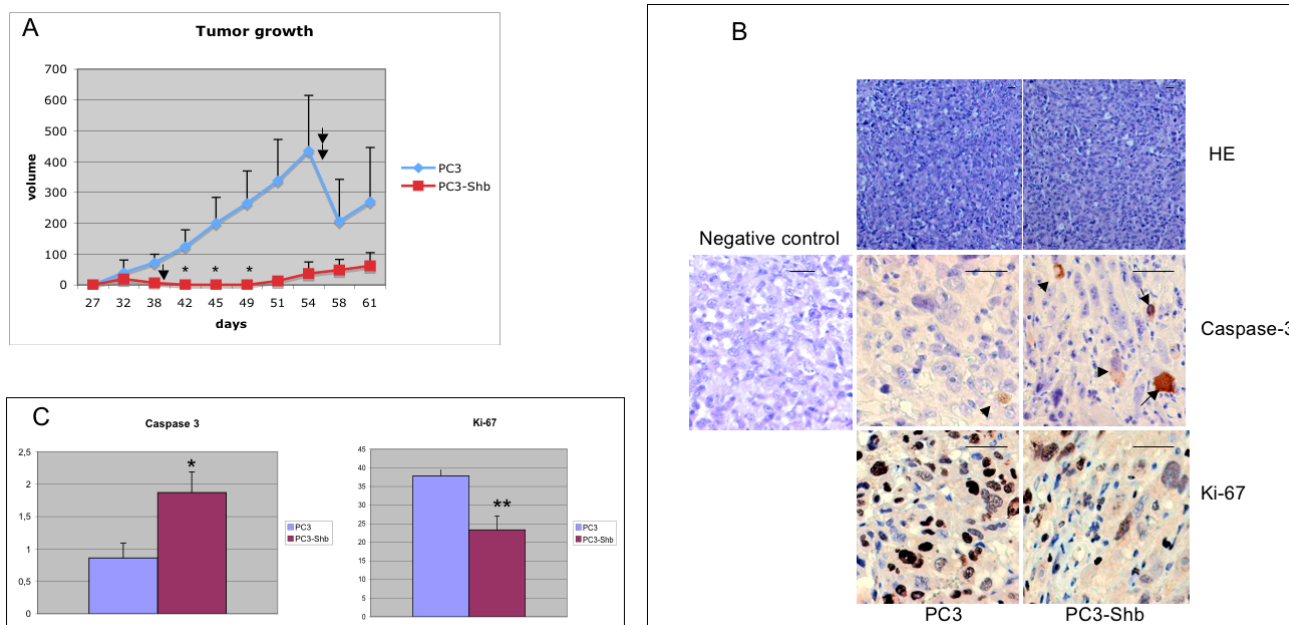 A
Tumor growth
700
600
500
400
300
200
100
0
volume
* * *
27 32 38 42 45 49 51 54 58 61
days
PC3
PC3-Shb
B
HE
Negative control
Caspase-3
Ki-67
PC3 PC3-Shb
C
Caspase 3
2,5
2
1,5
1
0,5
0
*
PC3
PC3-Shb
Ki-67
45
40
35
30
25
20
15
10
5
0
**
PC3
PC3-Shb